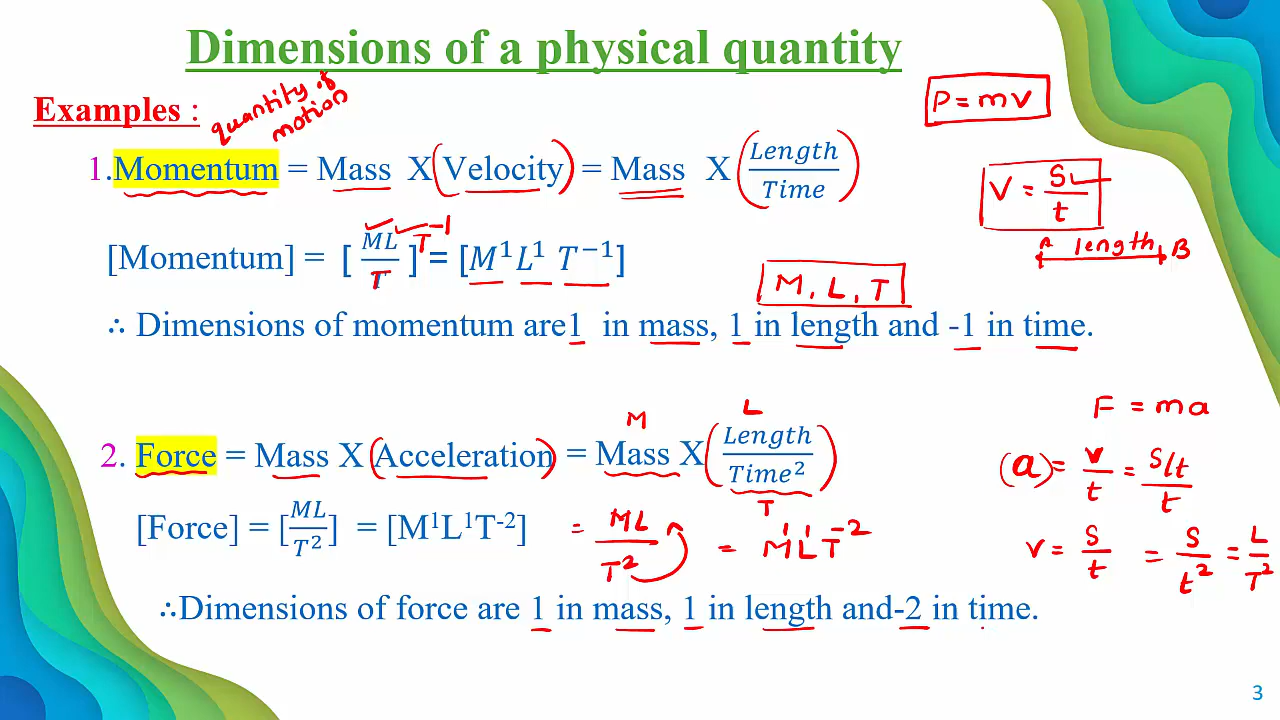 Dimensions of a physical quantity
Examples :
quantity of
motion
P = mv
1.Momentum = Mass X (Velocity) = Mass X (Length/Time)
V = S/t
A length B
[Momentum] = [ML/T] T⁻¹ = [M¹L¹ T⁻¹]
M, L, T
∴ Dimensions of momentum are1 in mass, 1 in length and -1 in time.
F = ma
M L
2. Force = Mass X (Acceleration) = Mass X (Length/Time²)
T
(a) = v/t = S/t/t
[Force] = [ML/T²] = [M¹L¹T⁻²] = ML/T² = M¹L¹T⁻²
v = S/t = S/t² = L/T²
∴Dimensions of force are 1 in mass, 1 in length and-2 in time.
3